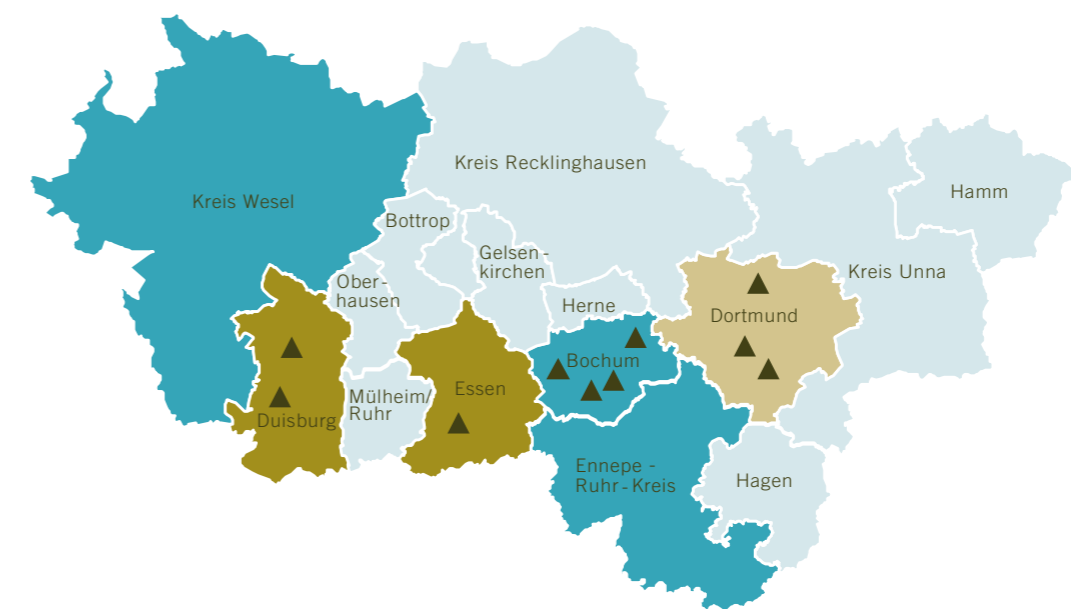 Kreis Recklinghausen
Hamm
Kreis Wesel
Bottrop
Gelsen-
kirchen
Kreis Unna
Ober-
hausen
Herne
Dortmund
Bochum
Essen
Mülheim/
Ruhr
Duisburg
Ennepe -
Ruhr-Kreis
Hagen